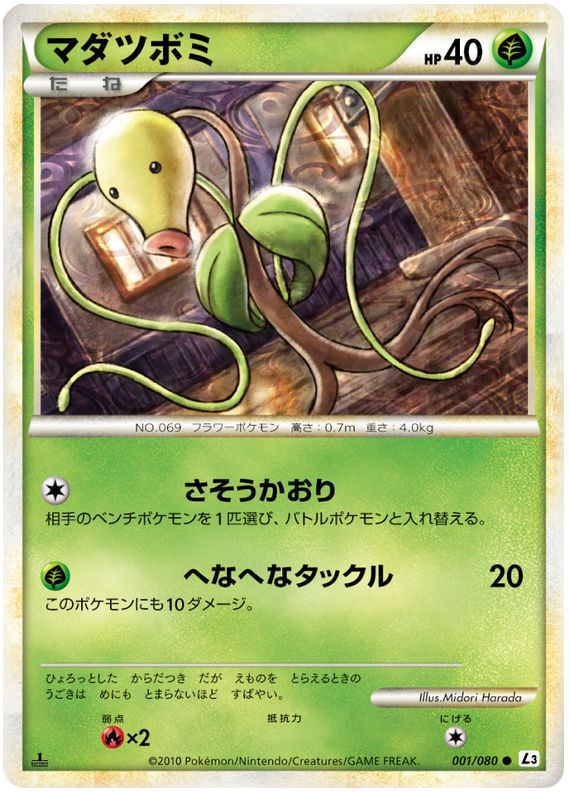 マダツボミ
HP40
たね
NO.069 フラワーポケモン 高さ:0.7m 重さ:4.0kg
さそうかおり
相手のベンチポケモンを1匹選び、バトルポケモンと入れ替える。
へなへなタックル 20
このポケモンにも10ダメージ。
ひょろっとした からだつき だが えものを とらえるときの
うごきは めにも とまらないほど すばやい。
Illus.Midori Harada
弱点 抵抗力 にげる
×2
1 EDITION
©2010 Pokémon/Nintendo/Creatures/GAME FREAK. 001/080 ● L3